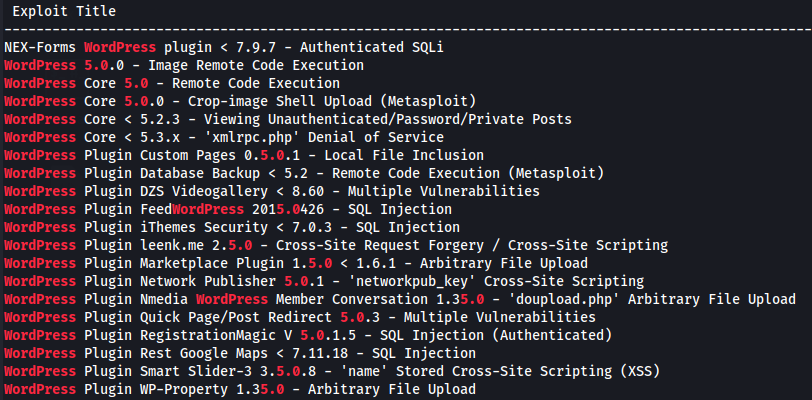 Exploit Title
NEX-Forms WordPress plugin < 7.9.7 - Authenticated SQLi
WordPress 5.0.0 - Image Remote Code Execution
WordPress Core 5.0 - Remote Code Execution
WordPress Core 5.0.0 - Crop-image Shell Upload (Metasploit)
WordPress Core < 5.2.3 - Viewing Unauthenticated/Password/Private Posts
WordPress Core < 5.3.x - 'xmlrpc.php' Denial of Service
WordPress Plugin Custom Pages 0.5.0.1 - Local File Inclusion
WordPress Plugin Database Backup < 5.2 - Remote Code Execution (Metasploit)
WordPress Plugin DZS Videogallery < 8.60 - Multiple Vulnerabilities
WordPress Plugin FeedWordPress 2015.0426 - SQL Injection
WordPress Plugin iThemes Security < 7.0.3 - SQL Injection
WordPress Plugin leenk.me 2.5.0 - Cross-Site Request Forgery / Cross-Site Scripting
WordPress Plugin Marketplace Plugin 1.5.0 < 1.6.1 - Arbitrary File Upload
WordPress Plugin Network Publisher 5.0.1 - 'networkpub_key' Cross-Site Scripting
WordPress Plugin Nmedia WordPress Member Conversation 1.35.0 - 'doupload.php' Arbitrary File Upload
WordPress Plugin Quick Page/Post Redirect 5.0.3 - Multiple Vulnerabilities
WordPress Plugin RegistrationMagic V 5.0.1.5 - SQL Injection (Authenticated)
WordPress Plugin Rest Google Maps < 7.11.18 - SQL Injection
WordPress Plugin Smart Slider-3 3.5.0.8 - 'name' Stored Cross-Site Scripting (XSS)
WordPress Plugin WP-Property 1.35.0 - Arbitrary File Upload